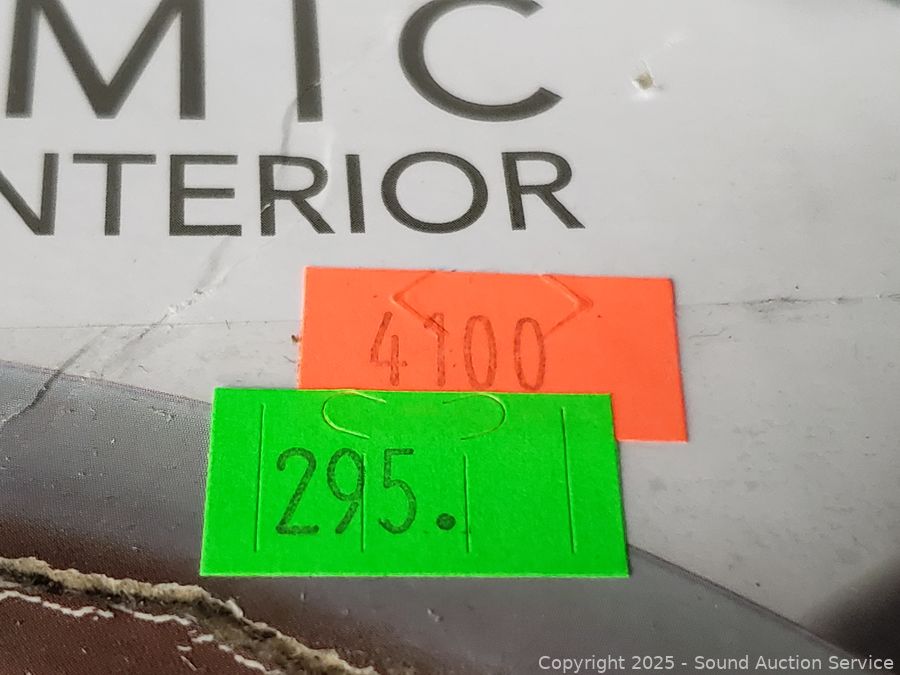 MIC
NTERIOR
4100
295.
Copyright 2025 - Sound Auction Service